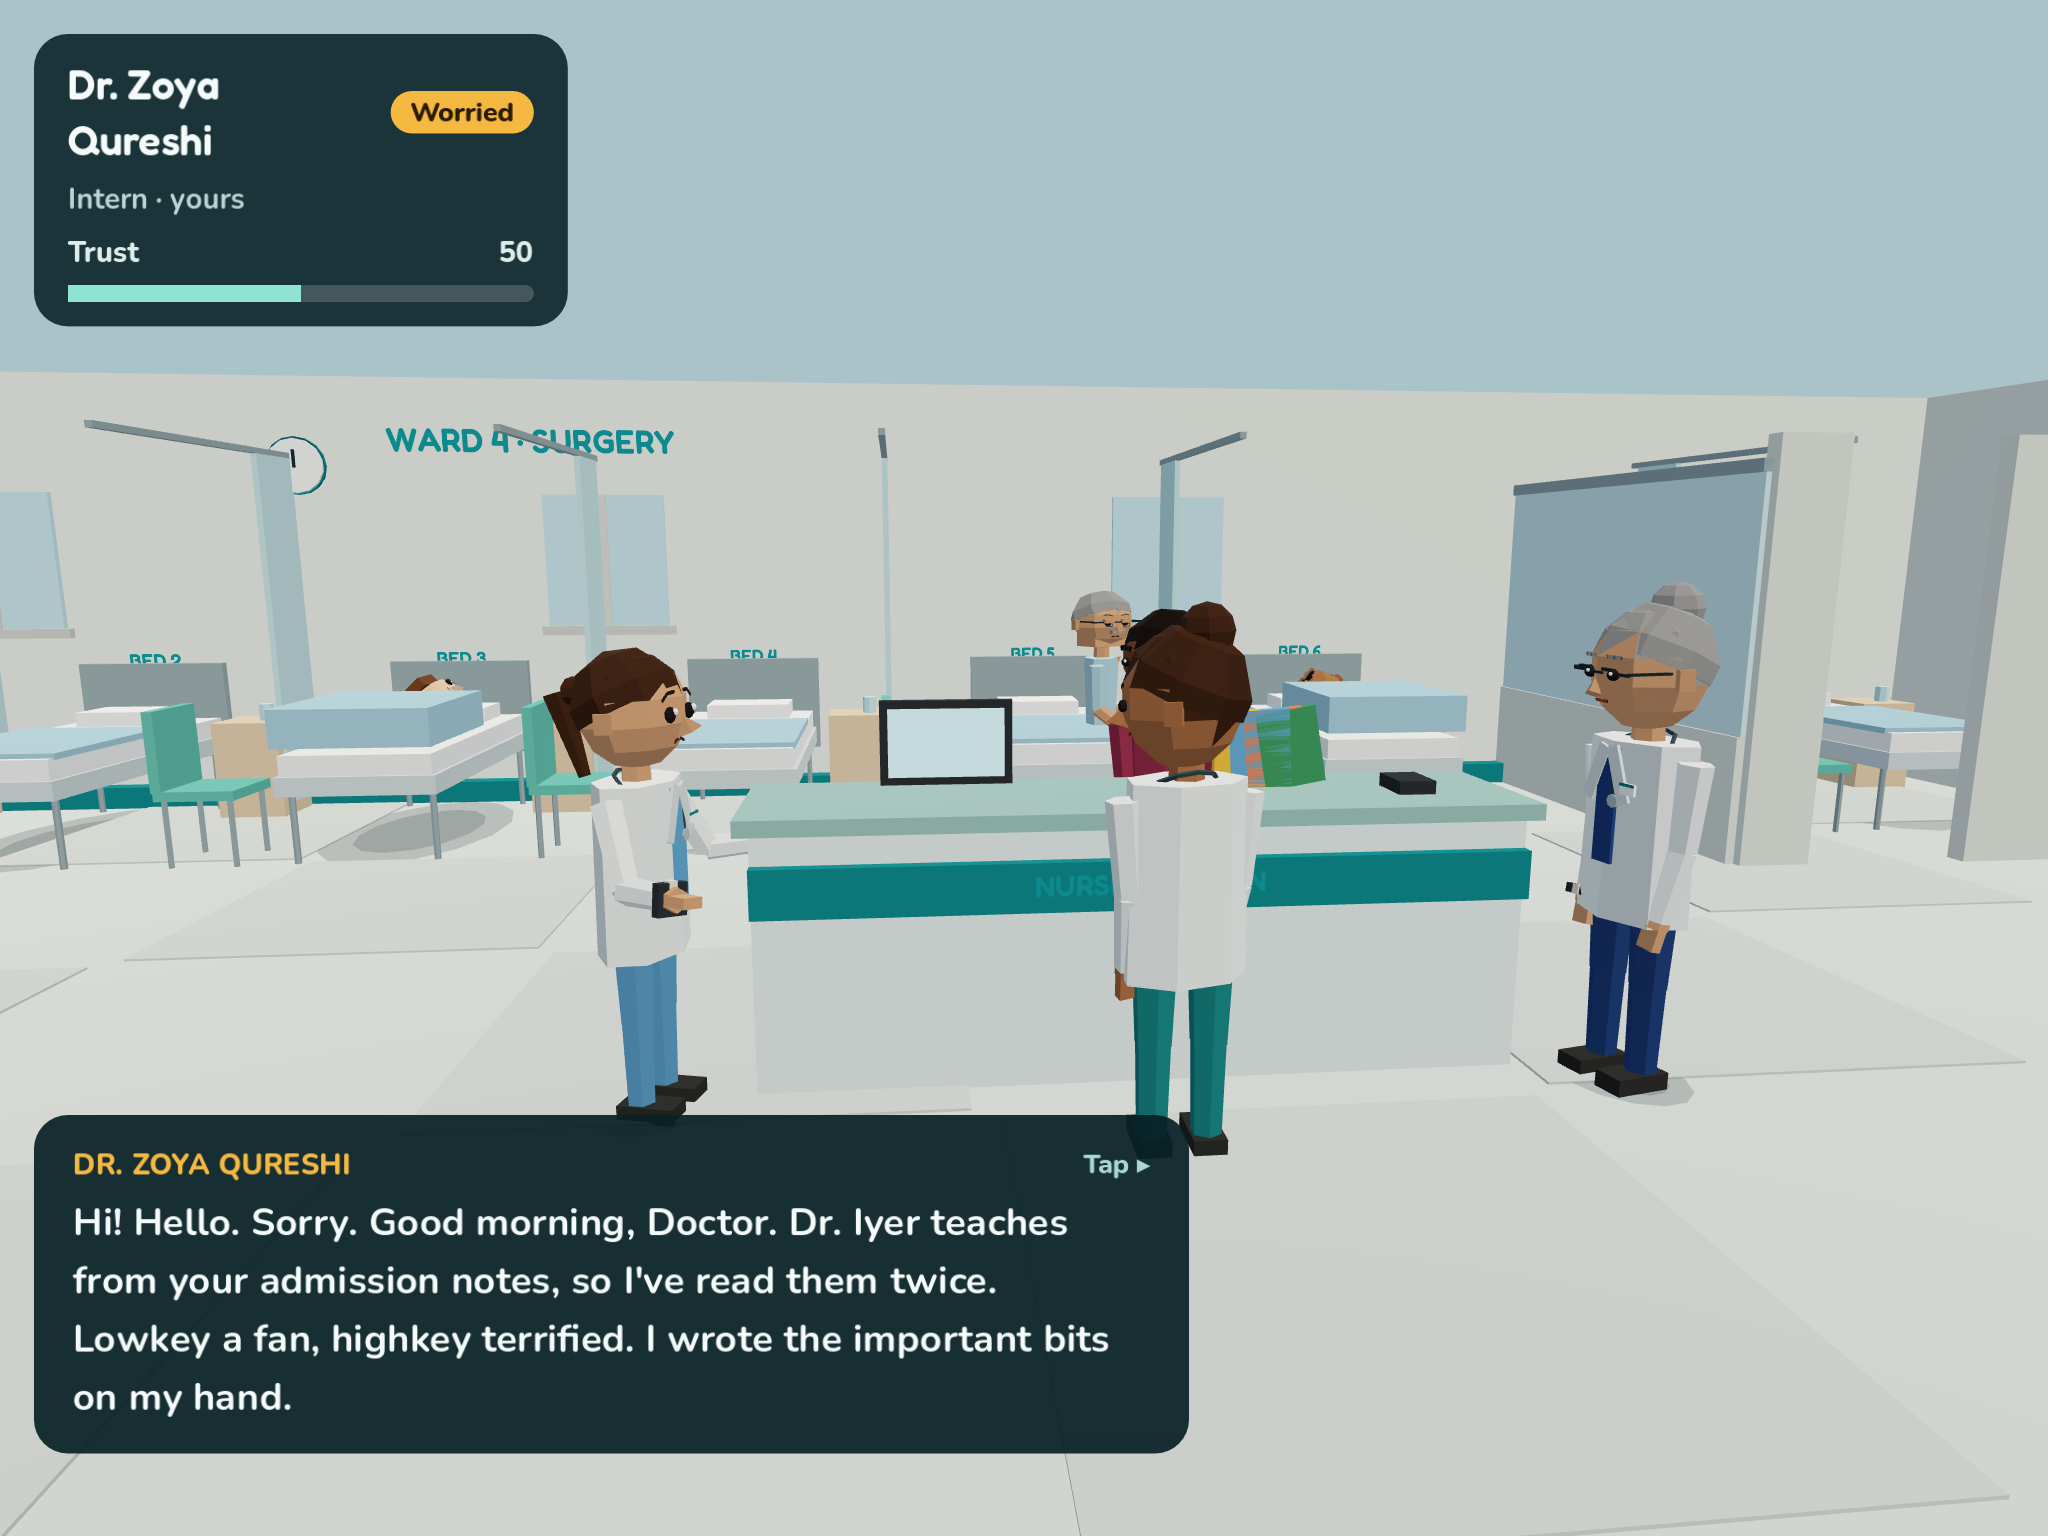 Dr. Zoya
Qureshi
Worried
Intern · yours
Trust
50
WARD 4 · SURGERY
BED 2
BED 3
BED 4
BED 5
BED 6
DR. ZOYA QURESHI
Tap ▸
Hi! Hello. Sorry. Good morning, Doctor. Dr. Iyer teaches
from your admission notes, so I've read them twice.
Lowkey a fan, highkey terrified. I wrote the important bits
on my hand.